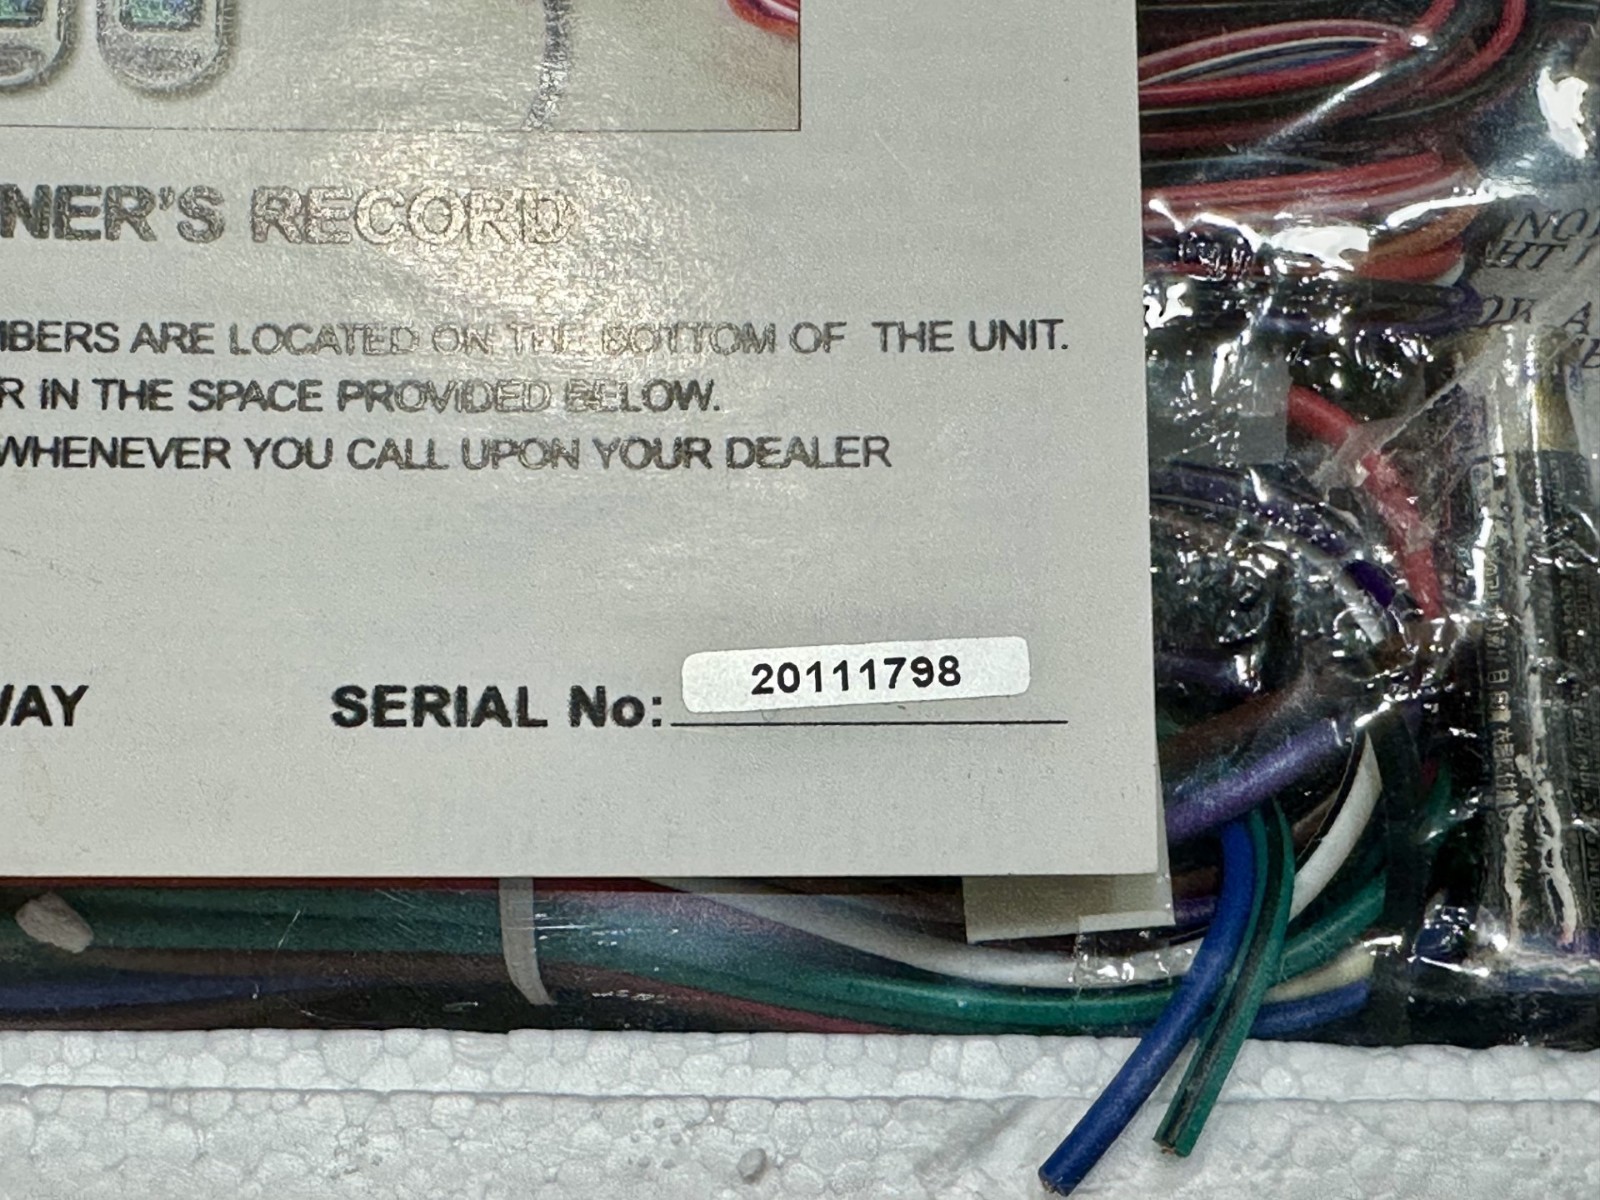 NER'S RECORD
MBERS ARE LOCATED ON THE BOTTOM OF THE UNIT.
R IN THE SPACE PROVIDED BELOW.
WHENEVER YOU CALL UPON YOUR DEALER
WAY
SERIAL No: 20111798